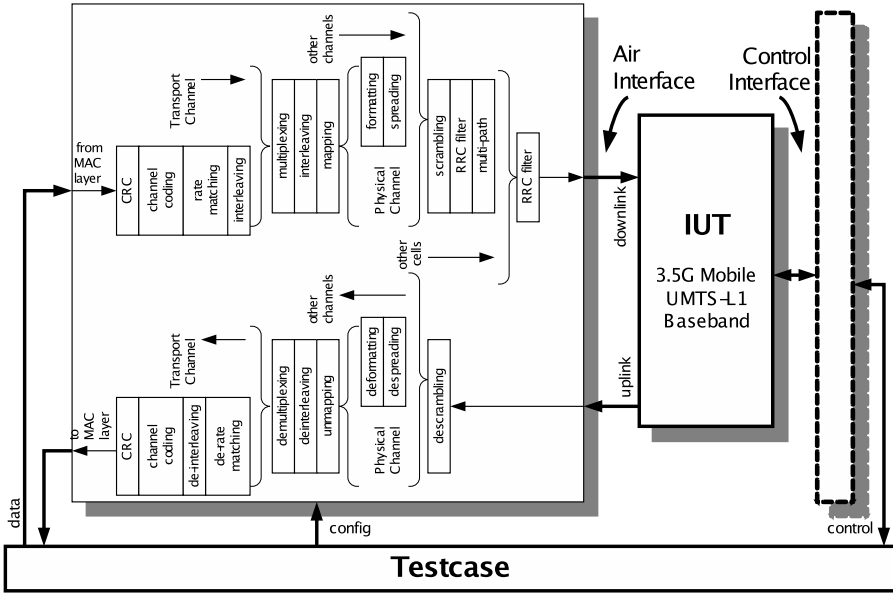 other
channels
Transport
Channel
from
MAC
layer
CRC
channel
coding
rate
matching
interleaving
multiplexing
interleaving
mapping
formatting
spreading
Physical
Channel
scrambling
RRC filter
multi-path
RRC filter
other
cells
Air
Interface
Control
Interface
downlink
IUT
3.5G Mobile
UMTS-L1
Baseband
uplink
other
channels
Transport
Channel
to
MAC
layer
CRC
channel
coding
de-interleaving
de-rate
matching
demultiplexing
deinterleaving
unmapping
deformatting
despreading
Physical
Channel
descrambling
data
config
control
Testcase